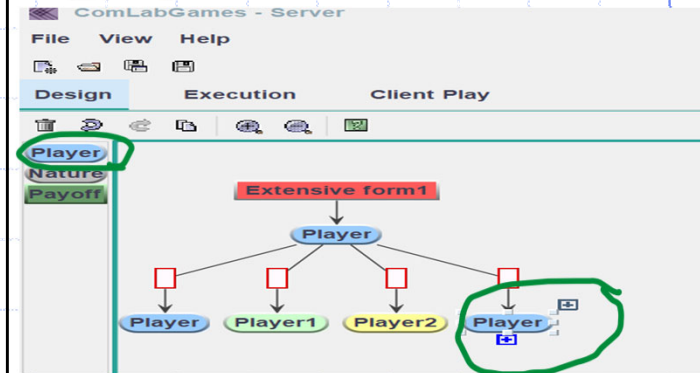 ComLabGames - Server
File View Help
Design Execution Client Play
Player
Nature
Payoff
Extensive form1
Player
Player Player1 Player2 Player